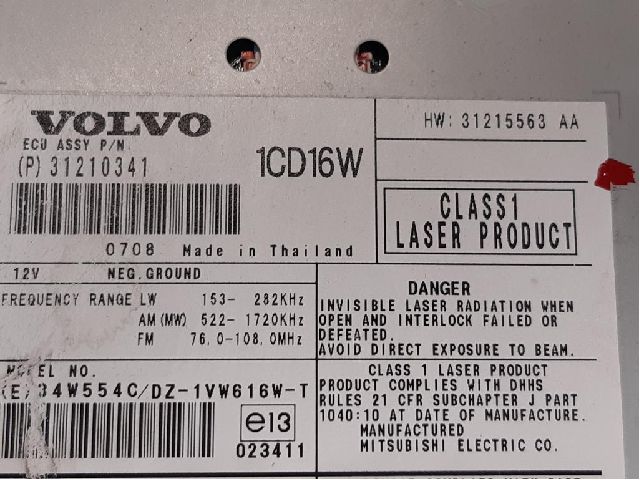 VOLVO
ECU ASSY P/N.
(P) 31210341
1CD16W
HW: 31215563 AA
CLASS1
LASER PRODUCT
0708 Made in Thailand
12V NEG.GROUND
FREQUENCY RANGE LW 153- 282KHz
AM (MW) 522- 1720KHz
FM 76.0-108.0MHz
DANGER
INVISIBLE LASER RADIATION WHEN
OPEN AND INTERLOCK FAILED OR
DEFEATED.
AVOID DIRECT EXPOSURE TO BEAM.
MODEL NO.
(E) 34W554C/DZ-1VW616W-T
e13
023411
CLASS 1 LASER PRODUCT
PRODUCT COMPLIES WITH DHHS
RULES 21 CFR SUBCHAPTER J PART
1040:10 AT DATE OF MANUFACTURE.
MANUFACTURED
MITSUBISHI ELECTRIC CO.